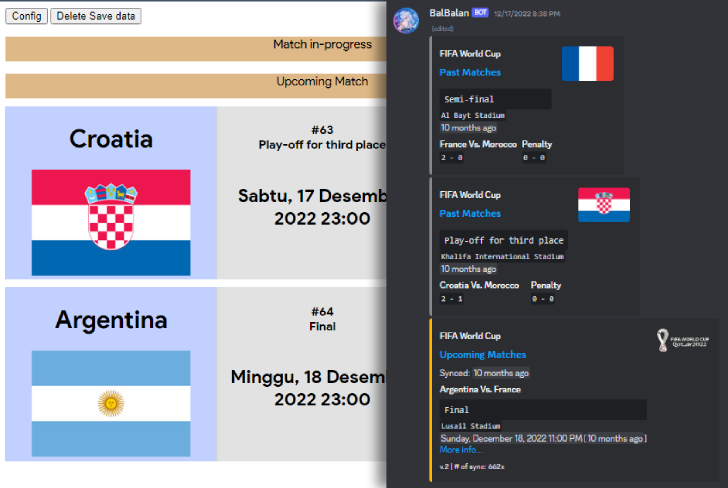 Config
Delete Save data
Match in-progress
Upcoming Match
Croatia
#63
Play-off for third place
Sabtu, 17 Desemb
2022 23:00
Argentina
#64
Final
Minggu, 18 Desem
2022 23:00
BalBalan BOT 12/17/2022 8:38 PM
(edited)
FIFA World Cup
Past Matches
Semi-final
Al Bayt Stadium
10 months ago
France Vs. Morocco Penalty
2 - 0 0 - 0
FIFA World Cup
Past Matches
Play-off for third place
Khalifa International Stadium
10 months ago
Croatia Vs. Morocco Penalty
2 - 1 0 - 0
FIFA World Cup
FIFA WORLD CUP
Qatar2022
Upcoming Matches
Synced: 10 months ago
Argentina Vs. France
Final
Lusail Stadium
Sunday, December 18, 2022 11:00 PM [ 10 months ago ]
More info...
v.2 | # of sync: 662x